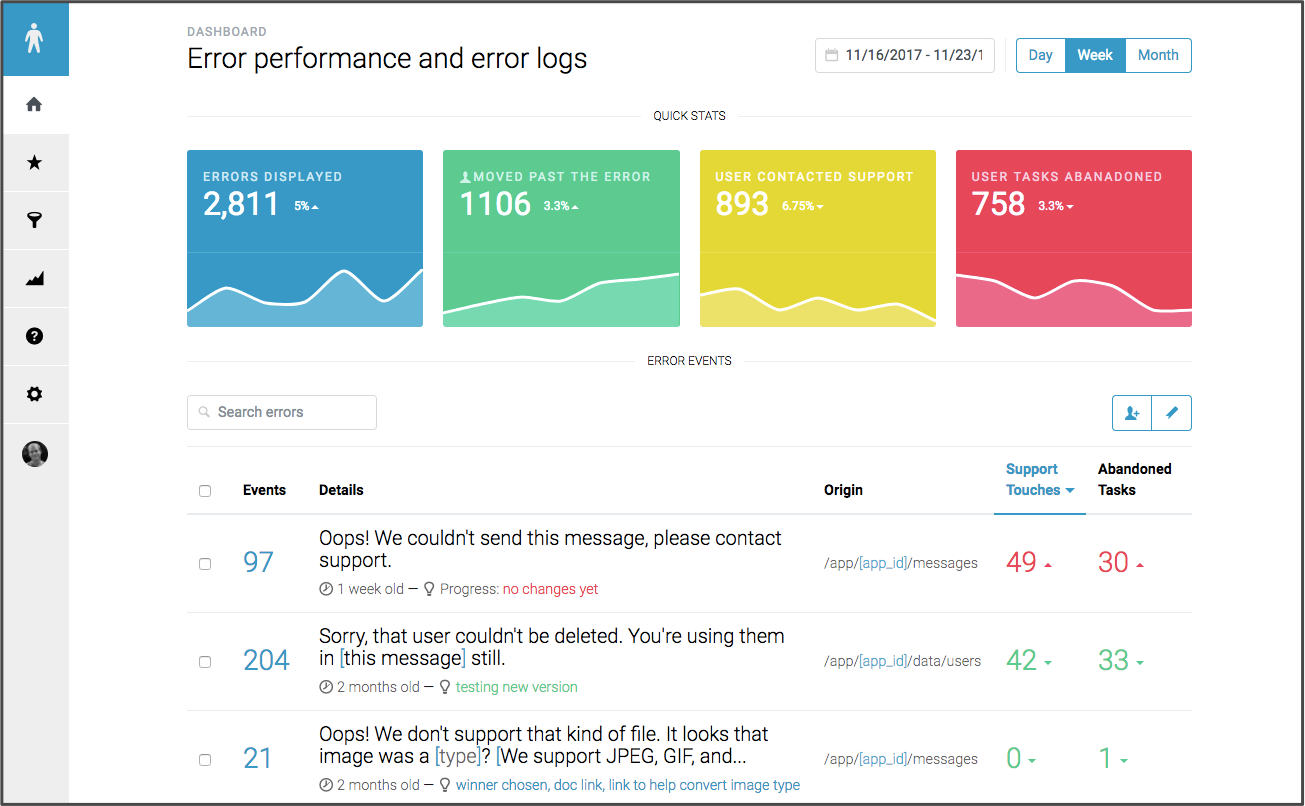 DASHBOARD
Error performance and error logs
11/16/2017 - 11/23/1
Day Week Month
QUICK STATS
ERRORS DISPLAYED
2,811 5%
MOVED PAST THE ERROR
1106 3.3%
USER CONTACTED SUPPORT
893 6.75%
USER TASKS ABANADONED
758 3.3%
ERROR EVENTS
Search errors
Events Details Origin Support Touches Abandoned Tasks
97
Oops! We couldn't send this message, please contact
support.
1 week old — Progress: no changes yet
/app/[app_id]/messages
49 30
204
Sorry, that user couldn't be deleted. You're using them
in [this message] still.
2 months old — testing new version
/app/[app_id]/data/users
42 33
21
Oops! We don't support that kind of file. It looks that
image was a [type]? [We support JPEG, GIF, and...
2 months old — winner chosen, doc link, link to help convert image type
/app/[app_id]/messages
0 1